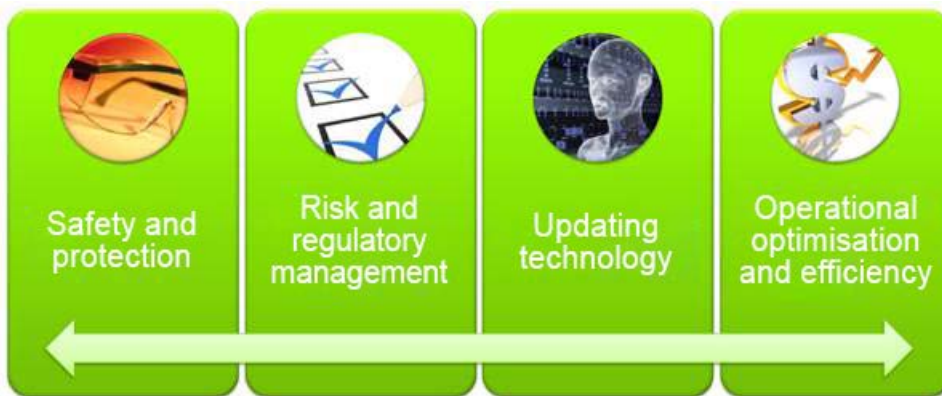 Safety and
protection
Risk and
regulatory
management
Updating
technology
Operational
optimisation
and efficiency